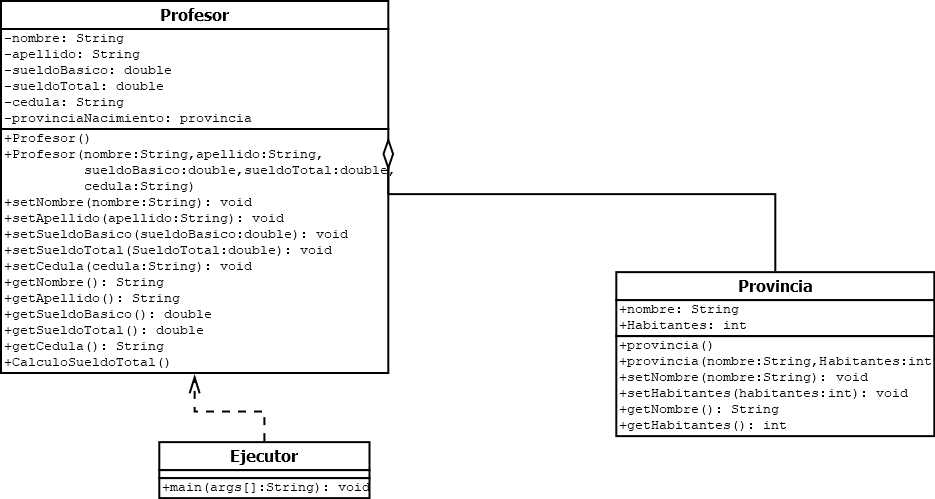 Profesor
-nombre: String
-apellido: String
-sueldoBasico: double
-sueldoTotal: double
-cedula: String
-provinciaNacimiento: provincia
+Profesor()
+Profesor(nombre:String,apellido:String,
sueldoBasico:double,sueldoTotal:double,
cedula:String)
+setNombre(nombre:String): void
+setApellido(apellido:String): void
+setSueldoBasico(sueldoBasico:double): void
+setSueldoTotal(SueldoTotal:double): void
+setCedula(cedula:String): void
+getNombre(): String
+getApellido(): String
+getSueldoBasico(): double
+getSueldoTotal(): double
+getCedula(): String
+CalculoSueldoTotal()
Provincia
+nombre: String
+Habitantes: int
+provincia()
+provincia(nombre:String,Habitantes:int
+setNombre(nombre:String): void
+setHabitantes(habitantes:int): void
+getNombre(): String
+getHabitantes(): int
Ejecutor
+main(args[]:String): void